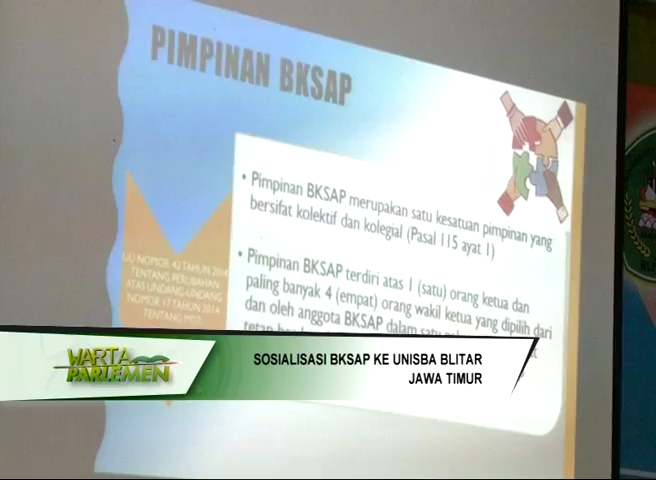 PIMPINAN BKSAP
• Pimpinan BKSAP merupakan satu kesatuan pimpinan yang
bersifat kolektif dan kolegial (Pasal 115 ayat 1)
• Pimpinan BKSAP terdiri atas 1 (satu) orang ketua dan
paling banyak 4 (empat) orang wakil ketua yang dipilih dari
dan oleh anggota BKSAP dalam satu
UU NOMOR 42 TAHUN 2014
TENTANG PERUBAHAN
ATAS UNDANG-UNDANG
NOMOR 17 TAHUN 2014
TENTANG MD3
WARTA
PARLEMEN
SOSIALISASI BKSAP KE UNISBA BLITAR
JAWA TIMUR